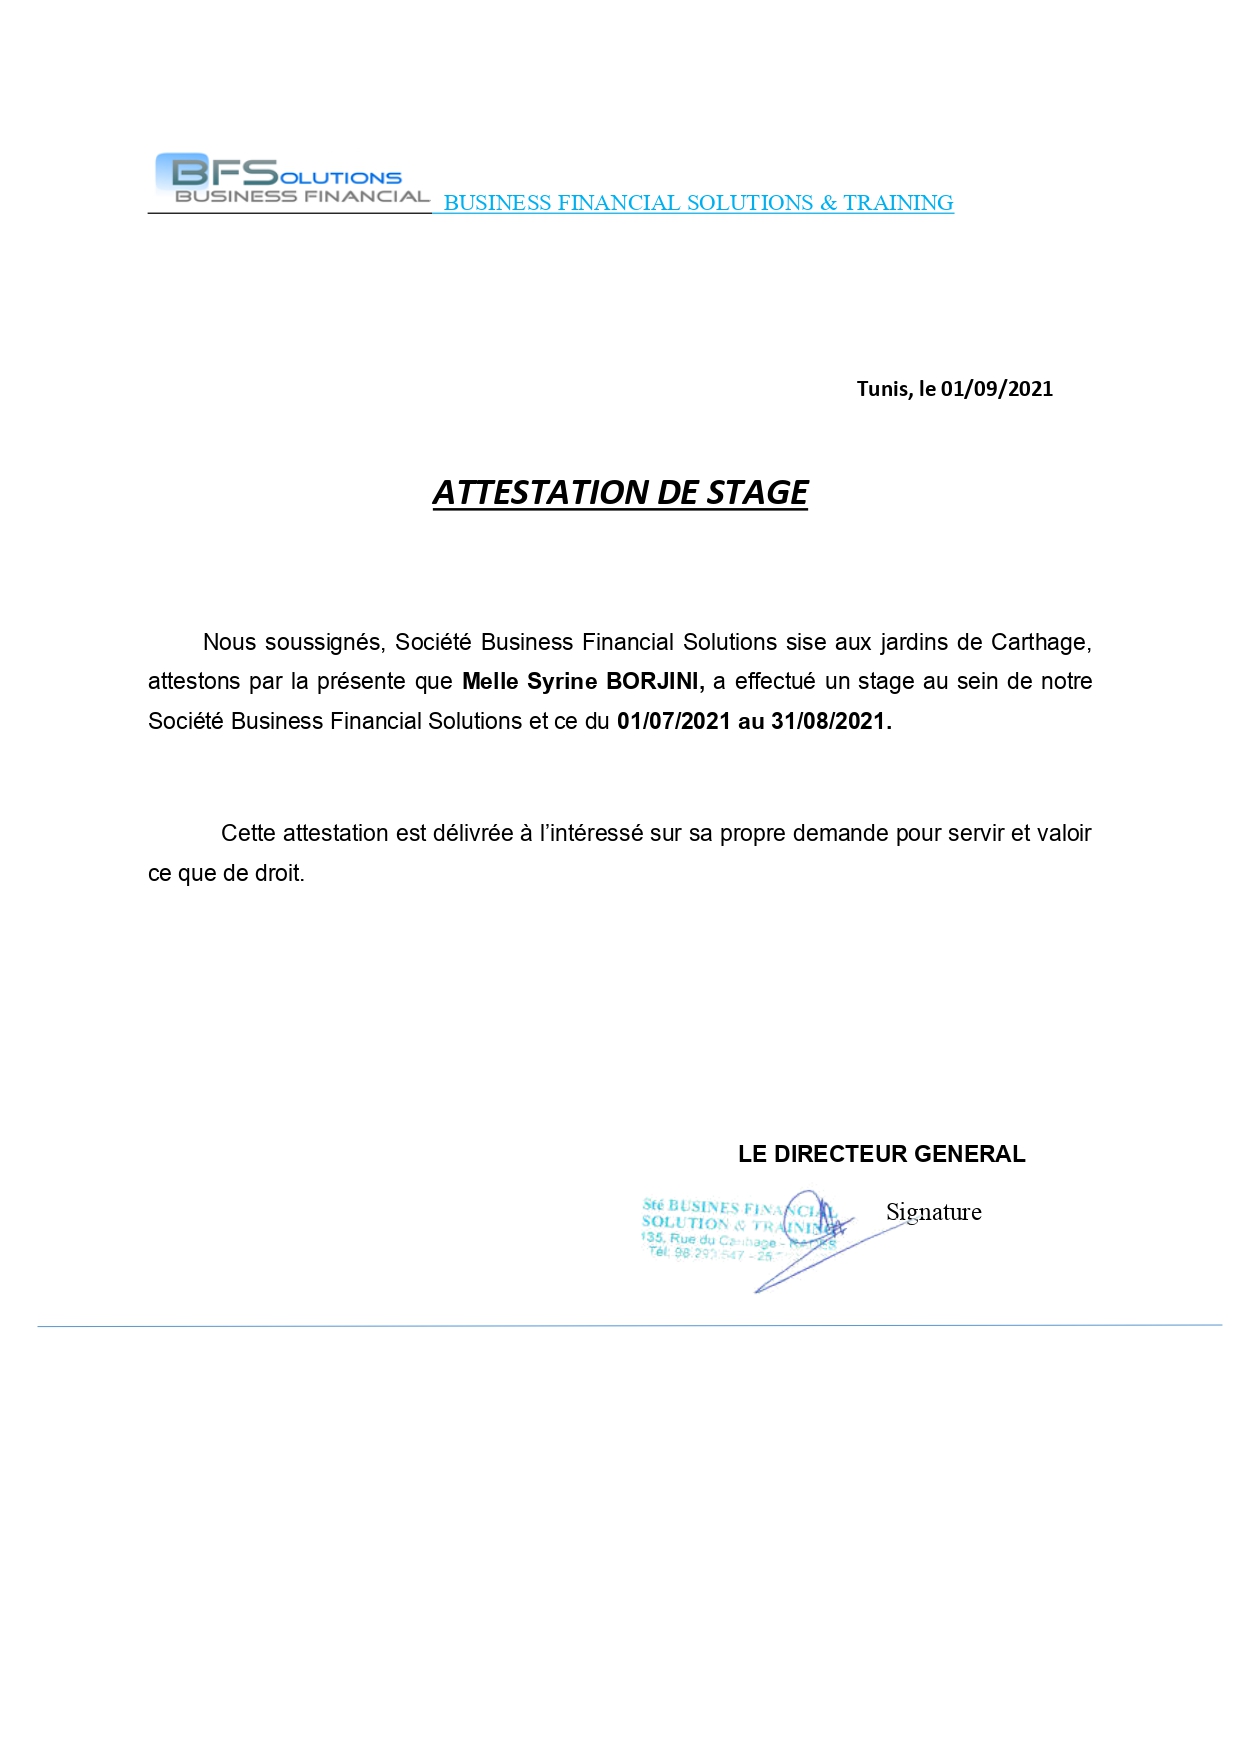 BFSOLUTIONS
BUSINESS FINANCIAL BUSINESS FINANCIAL SOLUTIONS & TRAINING
Tunis, le 01/09/2021
ATTESTATION DE STAGE
Nous soussignés, Société Business Financial Solutions sise aux jardins de Carthage,
attestons par la présente que Melle Syrine BORJINI, a effectué un stage au sein de notre
Société Business Financial Solutions et ce du 01/07/2021 au 31/08/2021.
Cette attestation est délivrée à l’intéressé sur sa propre demande pour servir et valoir
ce que de droit.
LE DIRECTEUR GENERAL
Signature
Sté BUSINES FINANCIAL
SOLUTION & TRAINING
135, Rue du Carthage - RADES
Tél: 98 - 25